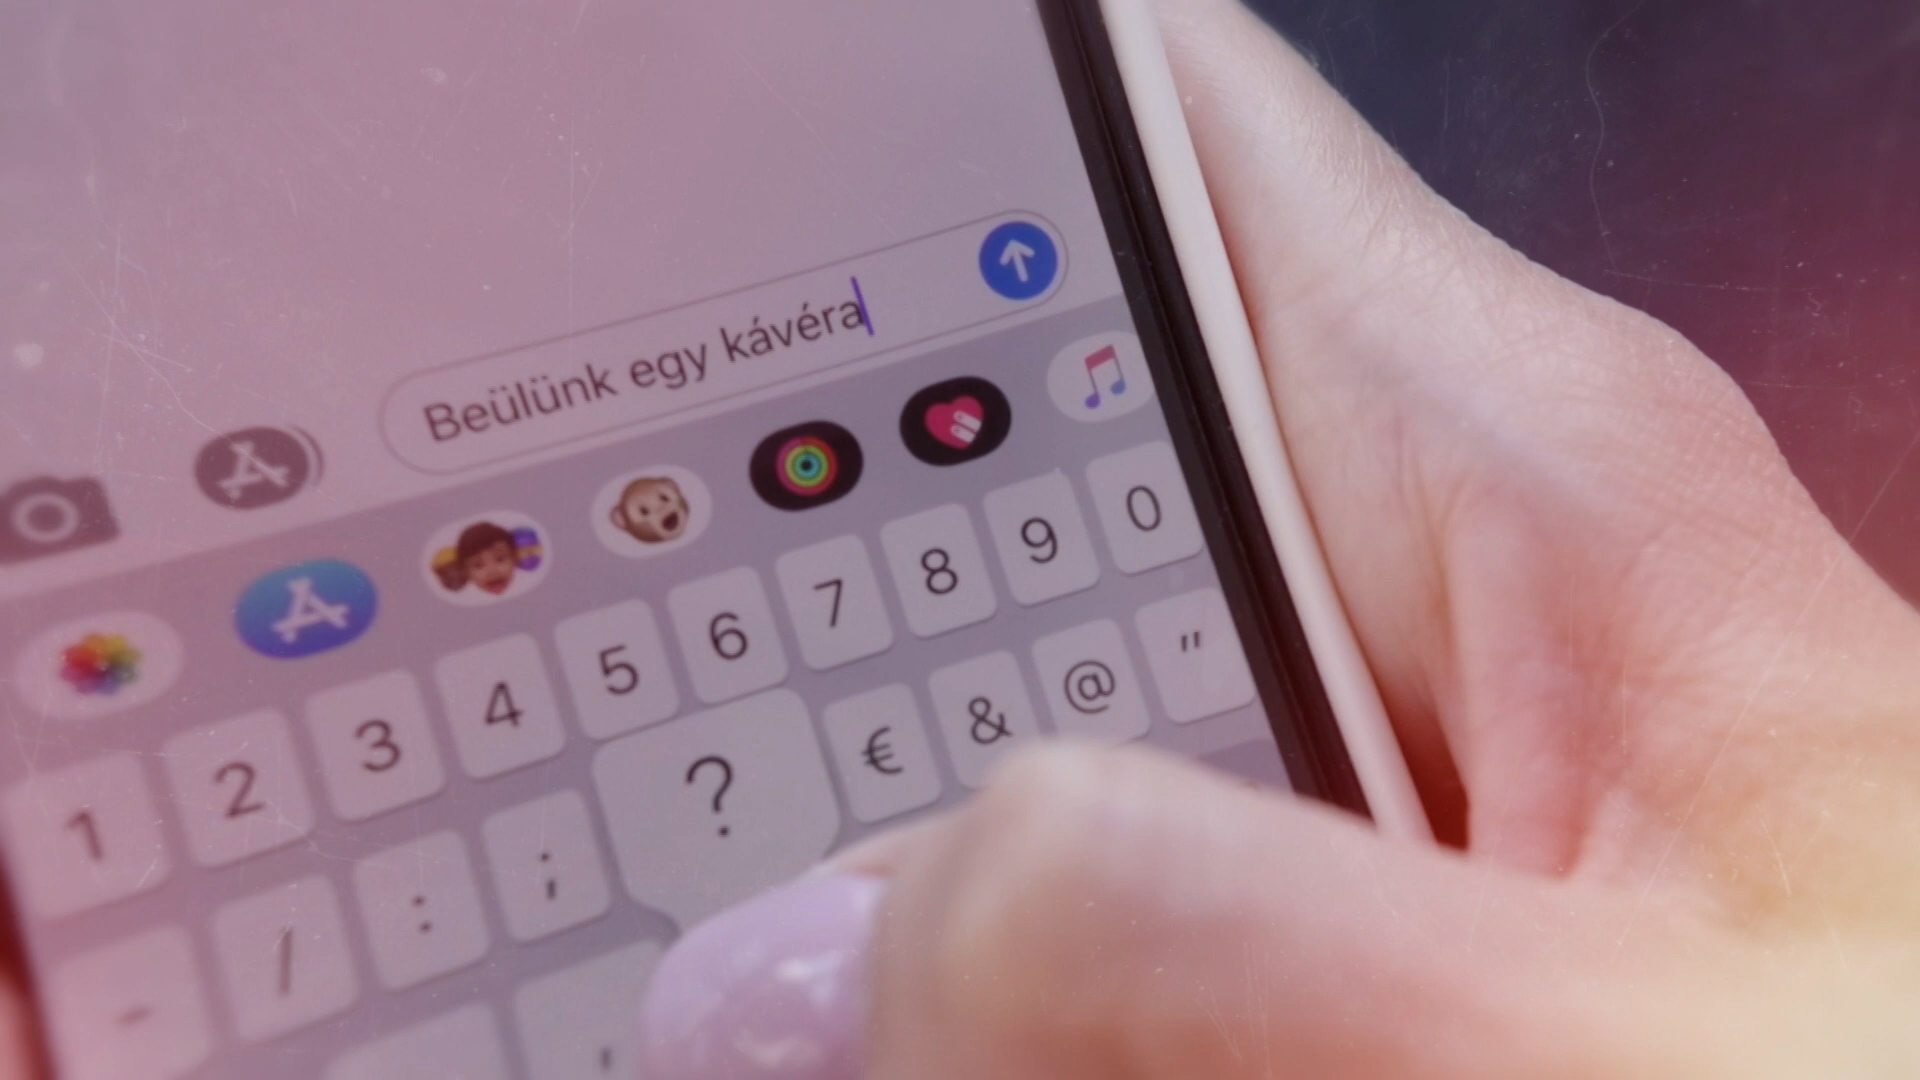 Beülünk egy kávéra
1 2 3 4 5 6 7 8 9 0
- / : ; ? € & @ "
,